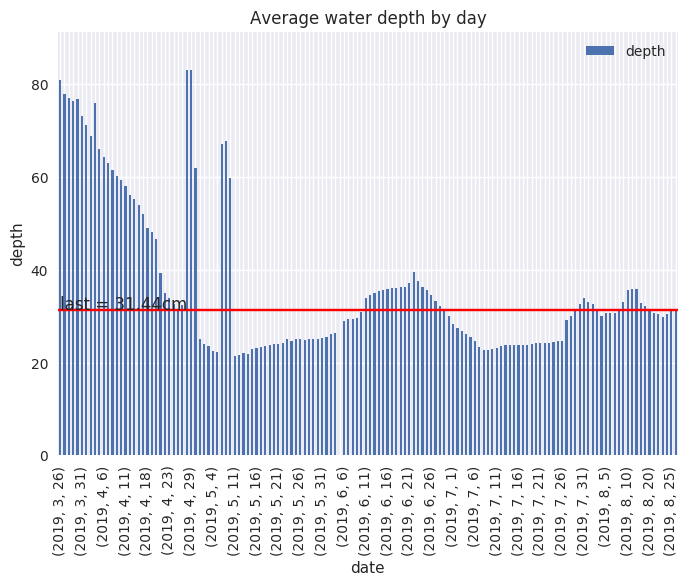 Average water depth by day
depth
80
60
40
20
0
depth
last = 31.44cm
(2019, 3, 26)
(2019, 3, 31)
(2019, 4, 6)
(2019, 4, 11)
(2019, 4, 18)
(2019, 4, 23)
(2019, 4, 29)
(2019, 5, 4)
(2019, 5, 11)
(2019, 5, 16)
(2019, 5, 21)
(2019, 5, 26)
(2019, 5, 31)
(2019, 6, 6)
(2019, 6, 11)
(2019, 6, 16)
(2019, 6, 21)
(2019, 6, 26)
(2019, 7, 1)
(2019, 7, 6)
(2019, 7, 11)
(2019, 7, 16)
(2019, 7, 21)
(2019, 7, 26)
(2019, 7, 31)
(2019, 8, 5)
(2019, 8, 10)
(2019, 8, 20)
(2019, 8, 25)
date